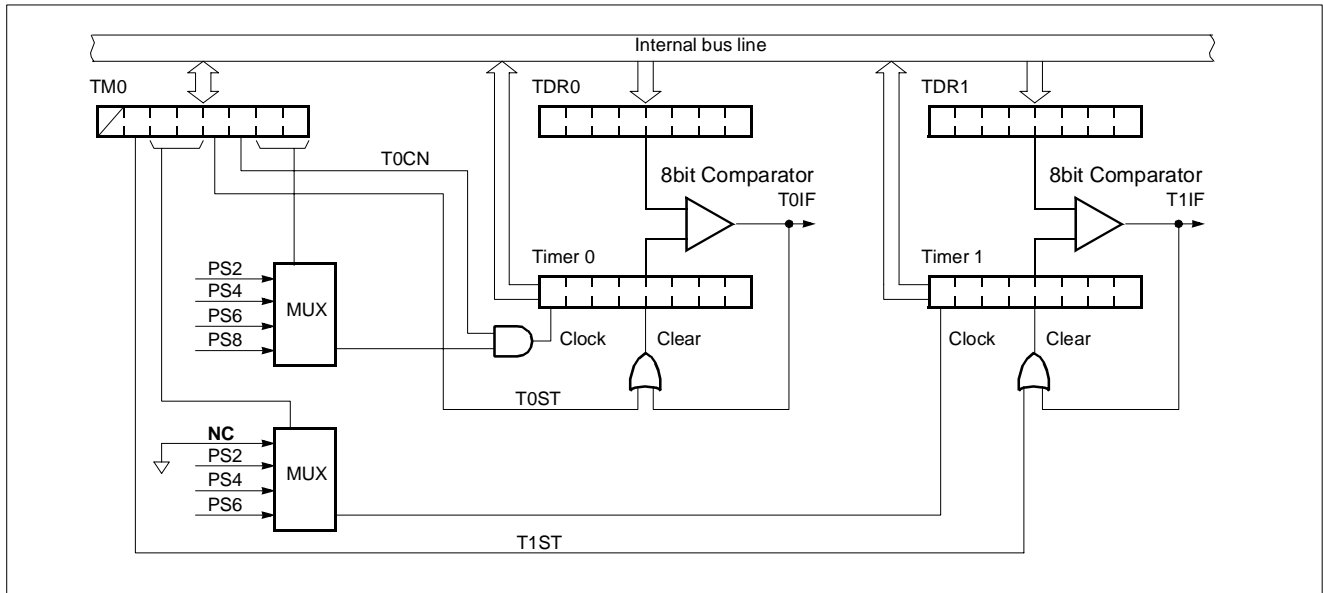 Internal bus line
TM0
TDR0
TDR1
T0CN
8bit Comparator
8bit Comparator
T0IF
T1IF
Timer 0
Timer 1
PS2
PS4
PS6
PS8
MUX
Clock
Clear
Clock
Clear
T0ST
NC
PS2
PS4
PS6
MUX
T1ST